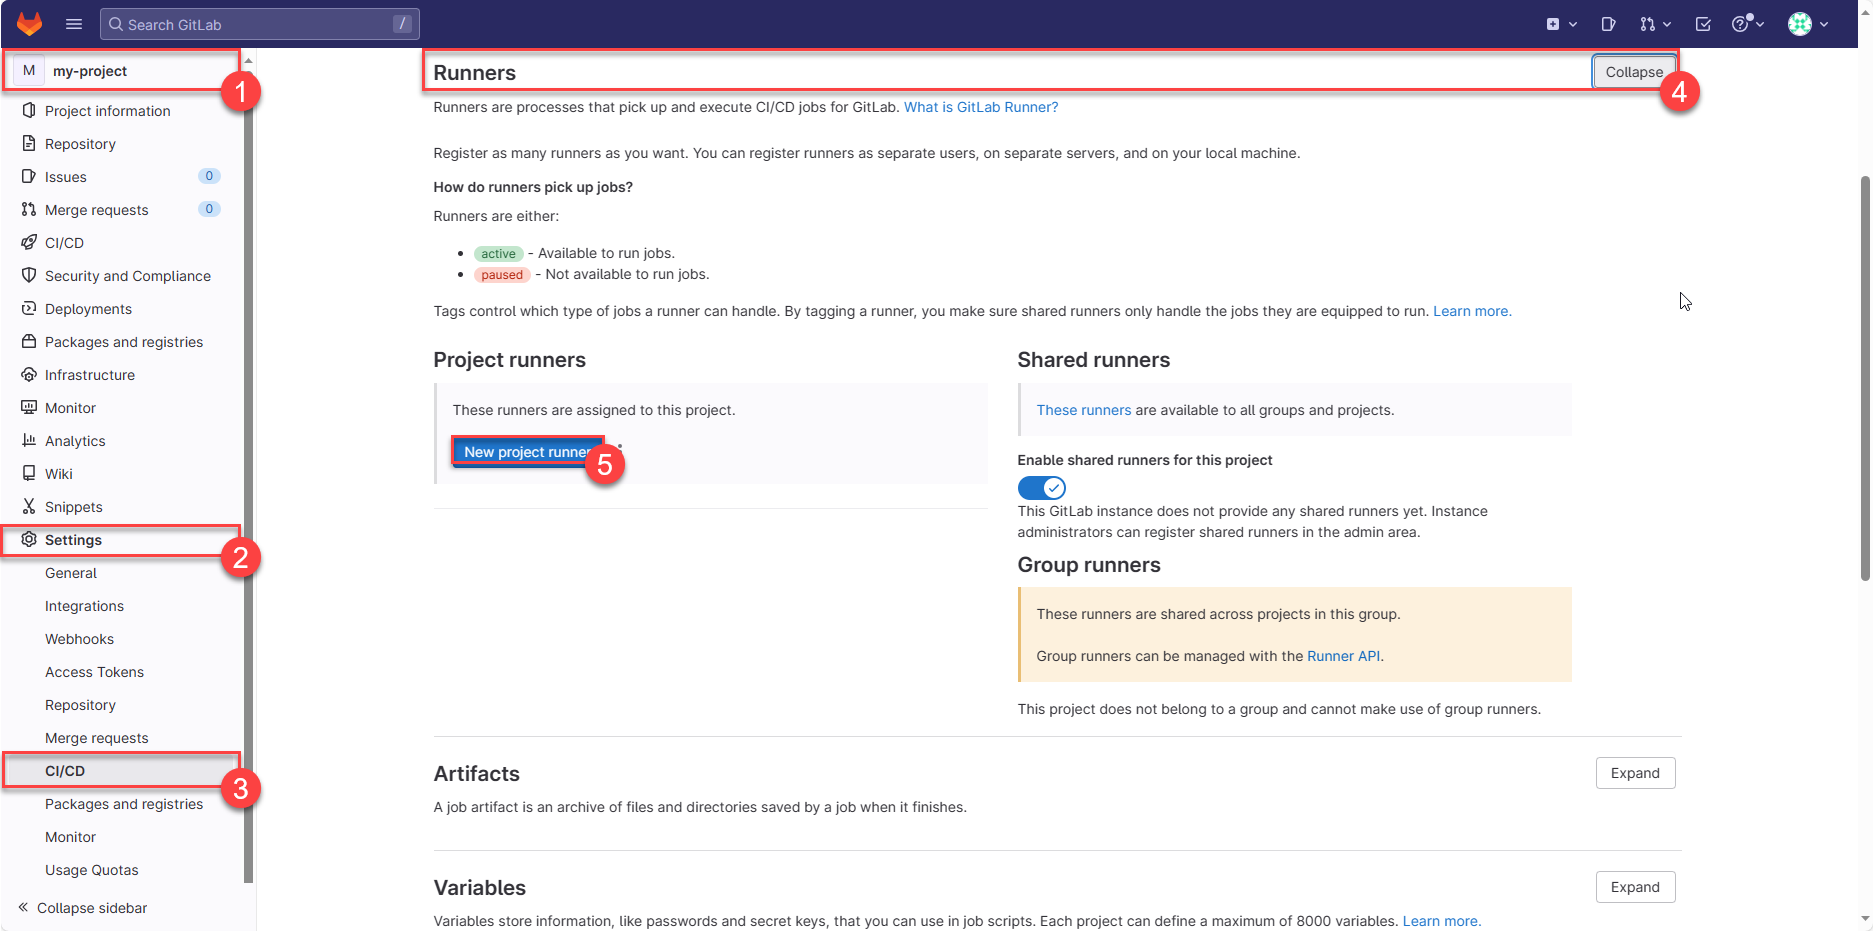 Search GitLab
/
M my-project
1
Project information
Repository
Issues 0
Merge requests 0
CI/CD
Security and Compliance
Deployments
Packages and registries
Infrastructure
Monitor
Analytics
Wiki
Snippets
Settings
2
General
Integrations
Webhooks
Access Tokens
Repository
Merge requests
CI/CD
3
Packages and registries
Monitor
Usage Quotas
Collapse sidebar
Runners
Collapse
4
Runners are processes that pick up and execute CI/CD jobs for GitLab. What is GitLab Runner?
Register as many runners as you want. You can register runners as separate users, on separate servers, and on your local machine.
How do runners pick up jobs?
Runners are either:
active - Available to run jobs.
paused - Not available to run jobs.
Tags control which type of jobs a runner can handle. By tagging a runner, you make sure shared runners only handle the jobs they are equipped to run. Learn more.
Project runners
These runners are assigned to this project.
New project runner
5
Shared runners
These runners are available to all groups and projects.
Enable shared runners for this project
This GitLab instance does not provide any shared runners yet. Instance
administrators can register shared runners in the admin area.
Group runners
These runners are shared across projects in this group.
Group runners can be managed with the Runner API.
This project does not belong to a group and cannot make use of group runners.
Artifacts
Expand
A job artifact is an archive of files and directories saved by a job when it finishes.
Variables
Expand
Variables store information, like passwords and secret keys, that you can use in job scripts. Each project can define a maximum of 8000 variables. Learn more.